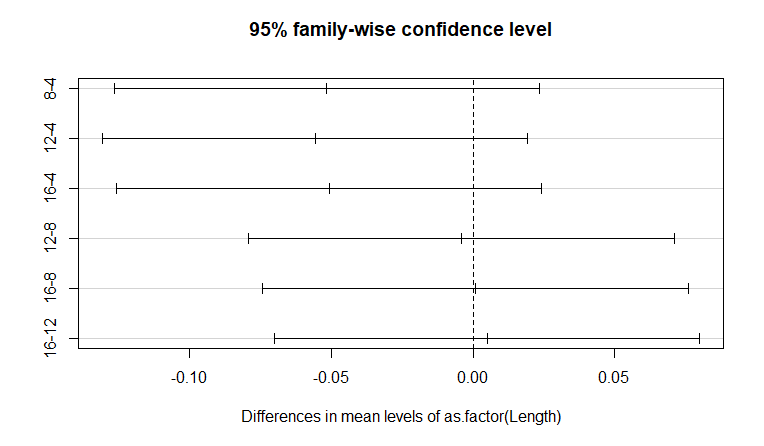 95% family-wise confidence level
8-4
12-4
16-4
12-8
16-8
16-12
-0.10 -0.05 0.00 0.05
Differences in mean levels of as.factor(Length)